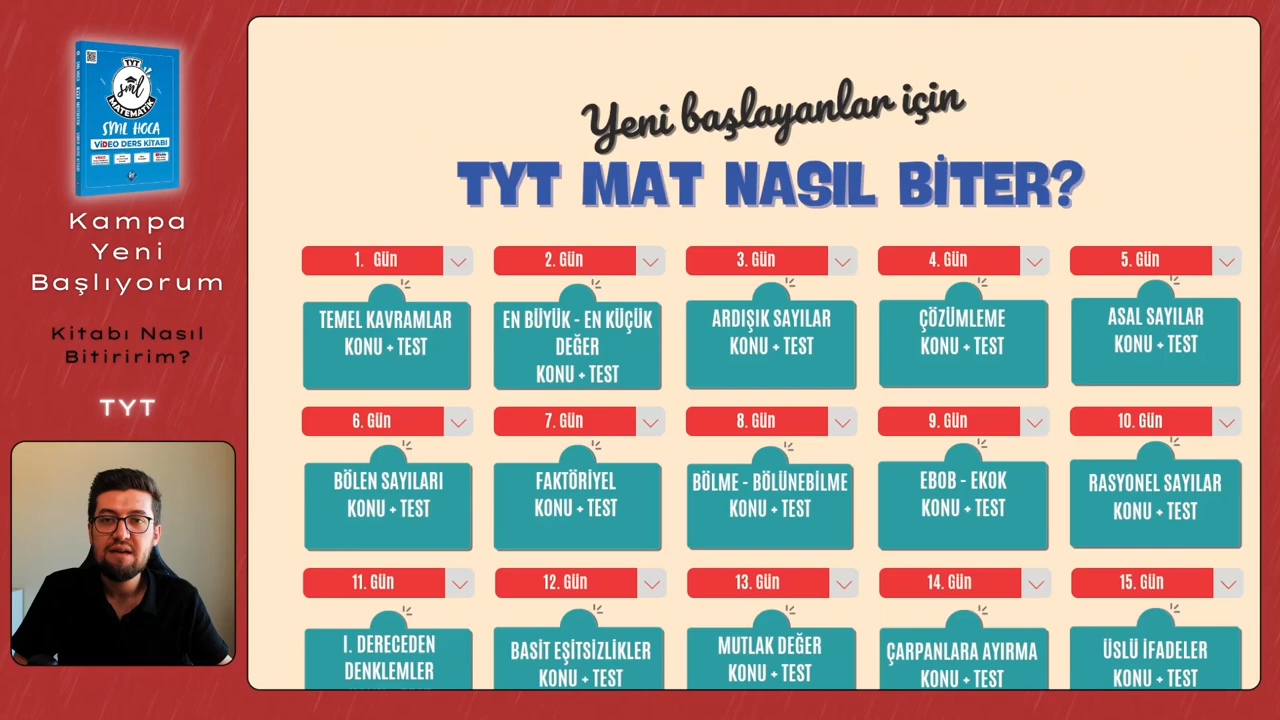 TYT
sml
MATEMATİK
SML HOCA
VİDEO DERS KİTABI
Kampa
Yeni
Başlıyorum
Kitabı Nasıl
Bitiririm?
TYT
Yeni başlayanlar için
TYT MAT NASIL BİTER?
1. Gün
2. Gün
3. Gün
4. Gün
5. Gün
TEMEL KAVRAMLAR
KONU + TEST
EN BÜYÜK - EN KÜÇÜK
DEĞER
KONU + TEST
ARDIŞIK SAYILAR
KONU + TEST
ÇÖZÜMLEME
KONU + TEST
ASAL SAYILAR
KONU + TEST
6. Gün
7. Gün
8. Gün
9. Gün
10. Gün
BÖLEN SAYILARI
KONU + TEST
FAKTÖRİYEL
KONU + TEST
BÖLME - BÖLÜNEBİLME
KONU + TEST
EBOB - EKOK
KONU + TEST
RASYONEL SAYILAR
KONU + TEST
11. Gün
12. Gün
13. Gün
14. Gün
15. Gün
I. DERECEDEN
DENKLEMLER
BASİT EŞİTSİZLİKLER
KONU + TEST
MUTLAK DEĞER
KONU + TEST
ÇARPANLARA AYIRMA
KONU + TEST
ÜSLÜ İFADELER
KONU + TEST